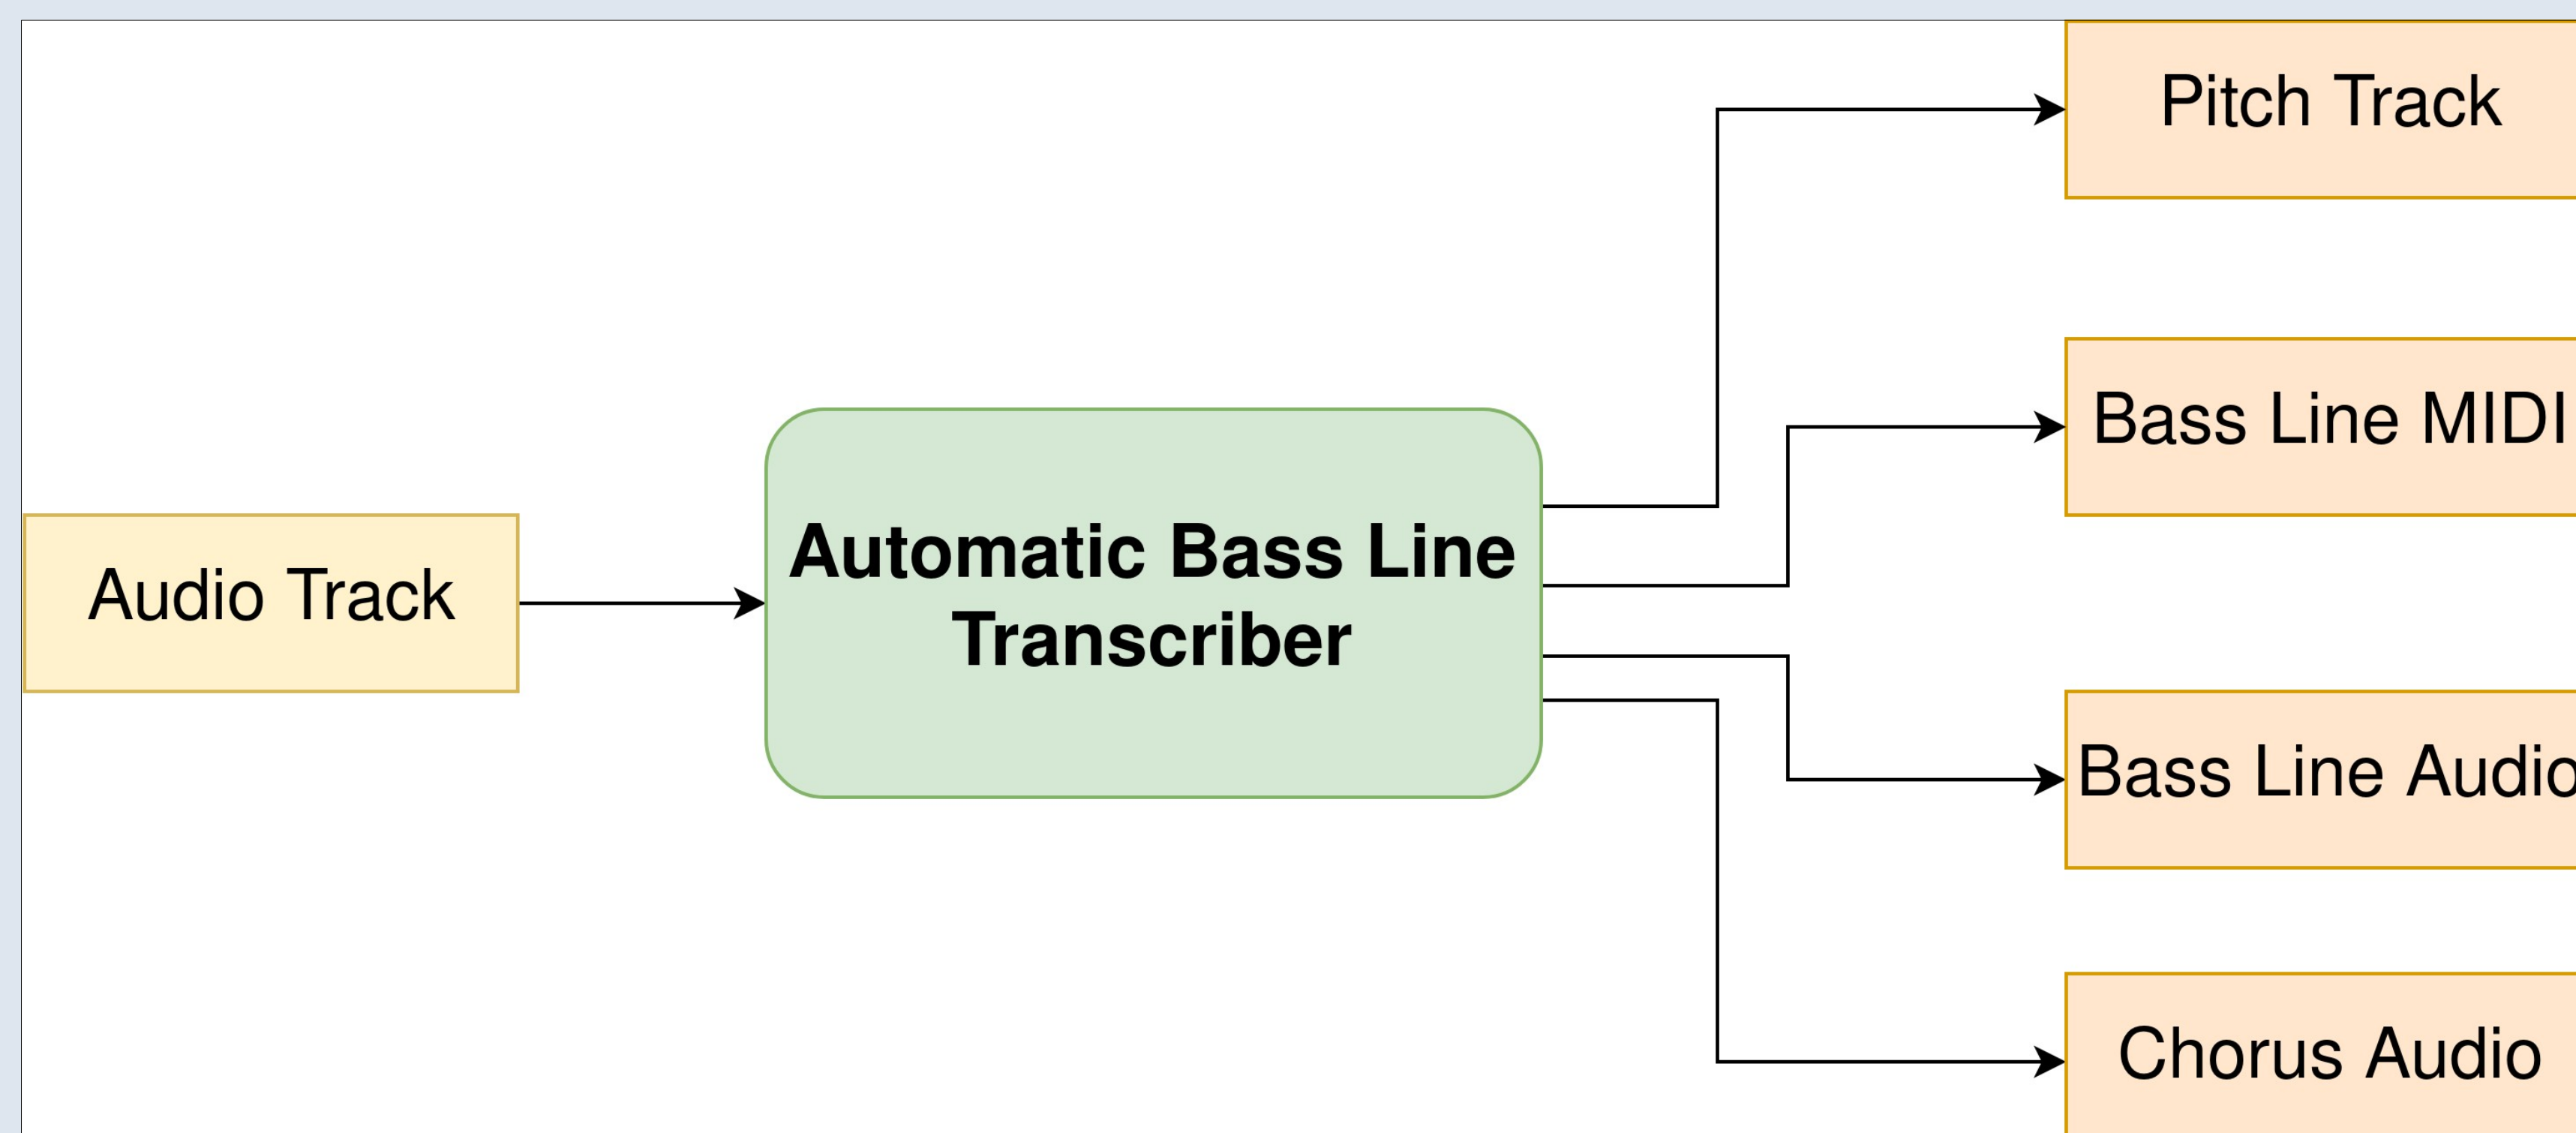 Pitch Track
Bass Line MIDI
Audio Track
Automatic Bass Line
Transcriber
Bass Line Audio
Chorus Audio